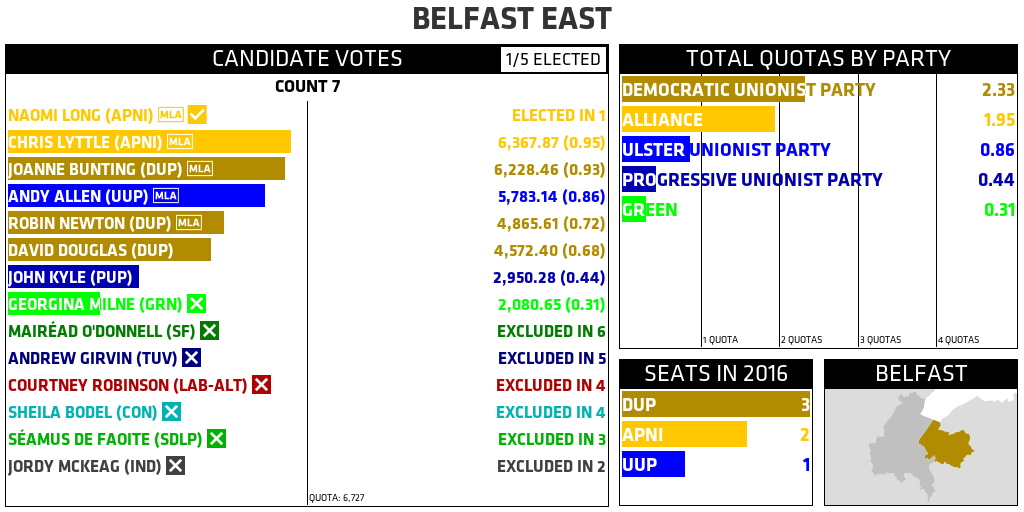 BELFAST EAST
CANDIDATE VOTES 1/5 ELECTED
COUNT 7
NAOMI LONG (APNI) MLA ELECTED IN 1
CHRIS LYTTLE (APNI) MLA 6,367.87 (0.95)
JOANNE BUNTING (DUP) MLA 6,228.46 (0.93)
ANDY ALLEN (UUP) MLA 5,783.14 (0.86)
ROBIN NEWTON (DUP) MLA 4,865.61 (0.72)
DAVID DOUGLAS (DUP) 4,572.40 (0.68)
JOHN KYLE (PUP) 2,950.28 (0.44)
GEORGINA MILNE (GRN) 2,080.65 (0.31)
MAIRÉAD O'DONNELL (SF) EXCLUDED IN 6
ANDREW GIRVIN (TUV) EXCLUDED IN 5
COURTNEY ROBINSON (LAB-ALT) EXCLUDED IN 4
SHEILA BODEL (CON) EXCLUDED IN 4
SÉAMUS DE FAOITE (SDLP) EXCLUDED IN 3
JORDY MCKEAG (IND) EXCLUDED IN 2
QUOTA: 6,727
TOTAL QUOTAS BY PARTY
DEMOCRATIC UNIONIST PARTY 2.33
ALLIANCE 1.95
ULSTER UNIONIST PARTY 0.86
PROGRESSIVE UNIONIST PARTY 0.44
GREEN 0.31
1 QUOTA 2 QUOTAS 3 QUOTAS 4 QUOTAS
SEATS IN 2016
DUP 3
APNI 2
UUP 1
BELFAST